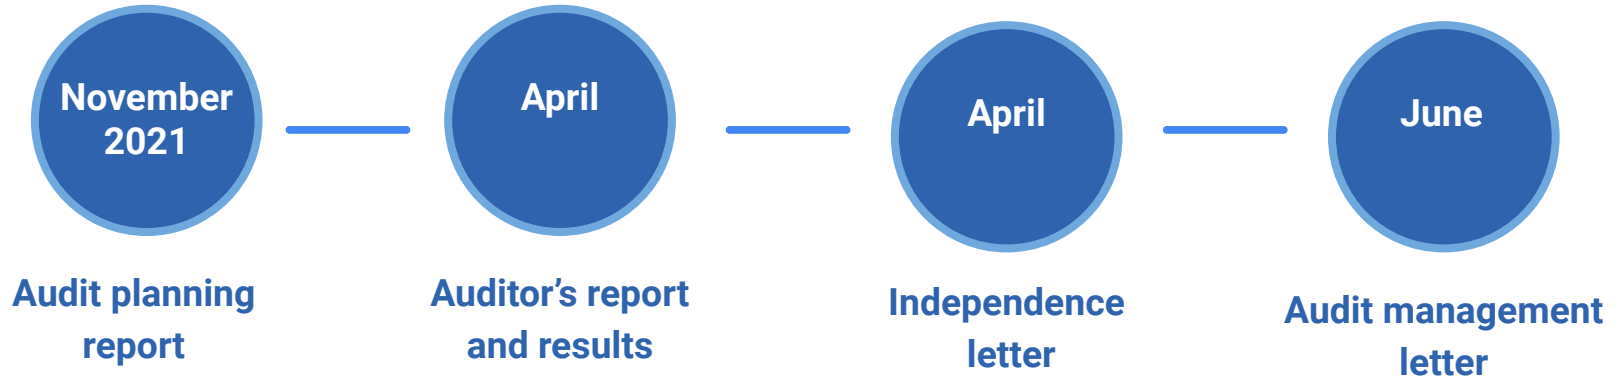 November
2021
Audit planning
report
April
Auditor’s report
and results
April
Independence
letter
June
Audit management
letter